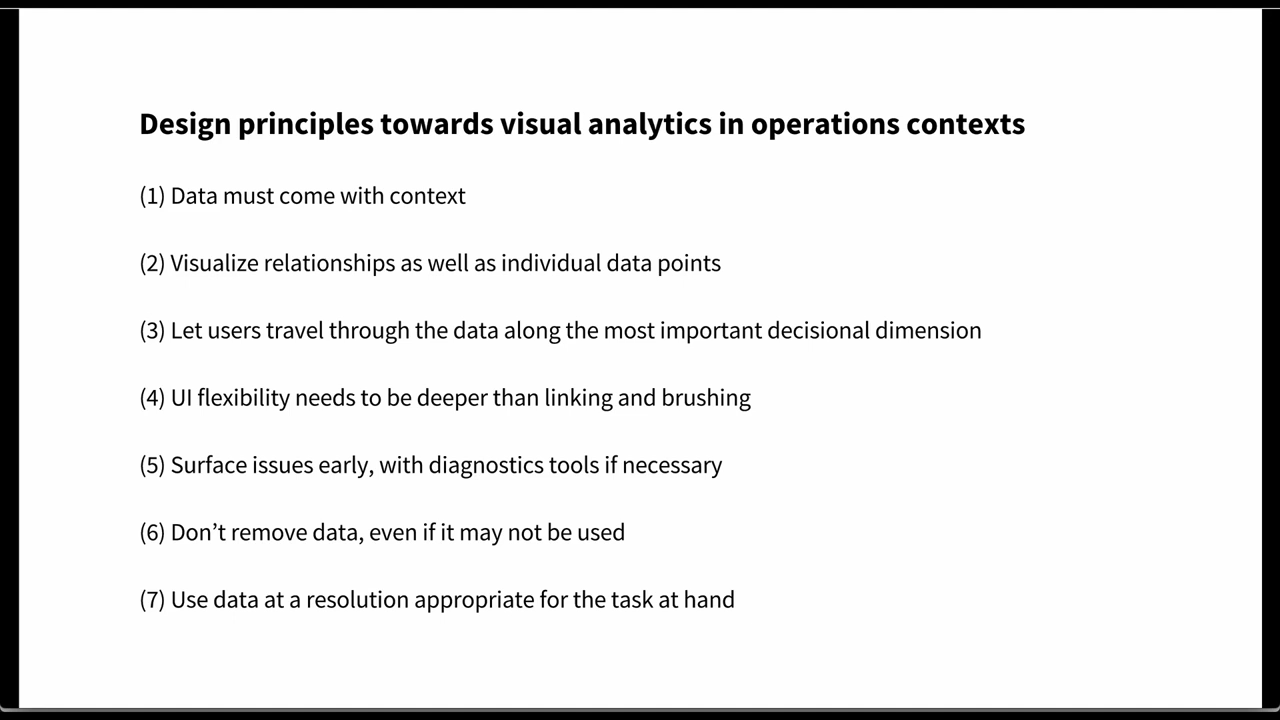 Design principles towards visual analytics in operations contexts
(1) Data must come with context
(2) Visualize relationships as well as individual data points
(3) Let users travel through the data along the most important decisional dimension
(4) UI flexibility needs to be deeper than linking and brushing
(5) Surface issues early, with diagnostics tools if necessary
(6) Don’t remove data, even if it may not be used
(7) Use data at a resolution appropriate for the task at hand